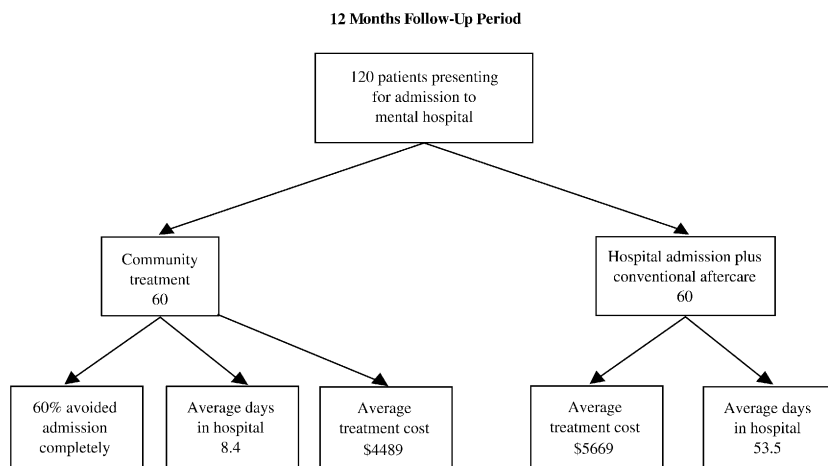 12 Months Follow-Up Period
120 patients presenting
for admission to
mental hospital
Community
treatment
60
Hospital admission plus
conventional aftercare
60
60% avoided
admission
completely
Average days
in hospital
8.4
Average
treatment cost
$4489
Average
treatment cost
$5669
Average days
in hospital
53.5